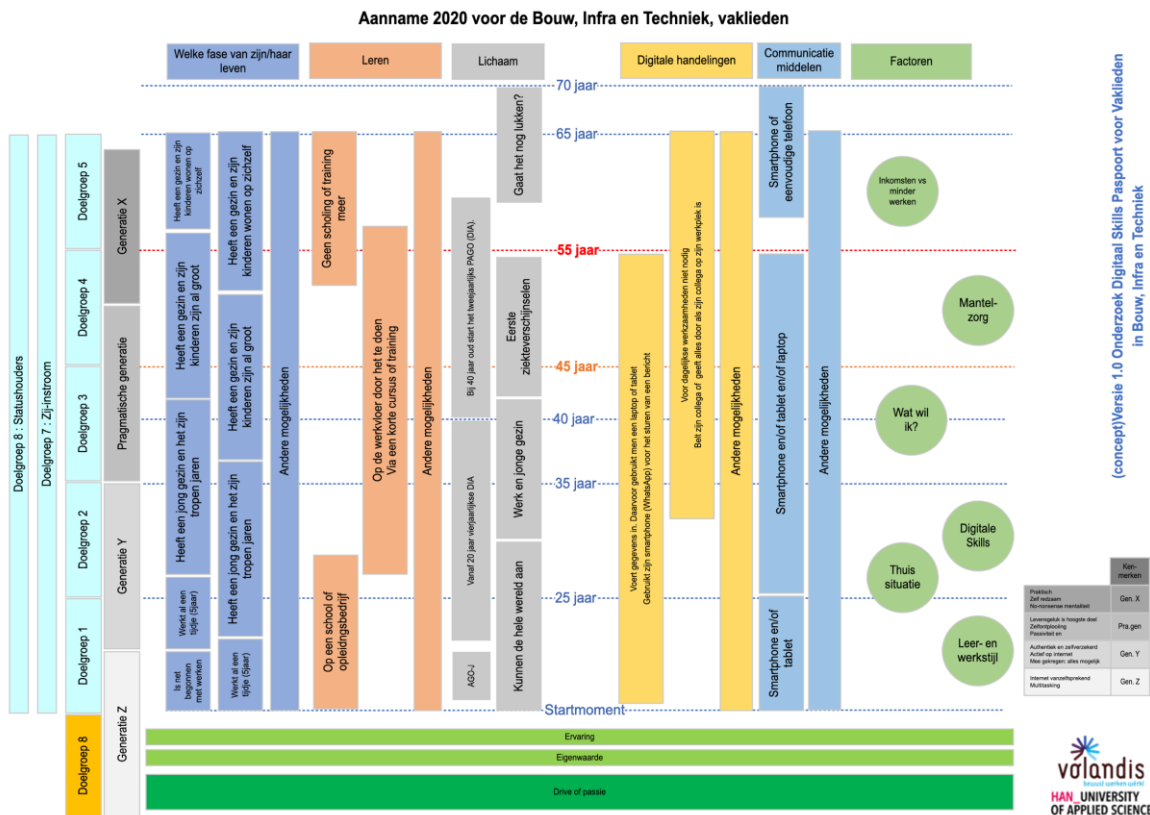 Aanname 2020 voor de Bouw, Infra en Techniek, vaklieden
Welke fase van zijn/haar
leven
Leren
Lichaam
Digitale handelingen
Communicatie
middelen
Factoren
70 jaar
65 jaar
55 jaar
45 jaar
40 jaar
35 jaar
25 jaar
Startmoment
Doelgroep 8 : Statushouders
Doelgroep 7 : Zij-instroom
Doelgroep 5
Doelgroep 4
Doelgroep 3
Doelgroep 2
Doelgroep 1
Doelgroep 8
Generatie X
Pragmatische generatie
Generatie Y
Generatie Z
Heeft een gezin en zijn
kinderen wonen op
zichzelf
Heeft een gezin en zijn
kinderen zijn al groot
Heeft een jong gezin en het zijn
tropen jaren
Werkt al een
tijdje (5jaar)
Is net
begonnen
met werken
Heeft een gezin en zijn
kinderen wonen op zichzelf
Heeft een gezin en zijn
kinderen zijn al groot
Heeft een jong gezin en het zijn
tropen jaren
Werkt al een
tijdje (5jaar)
Andere mogelijkheden
Geen scholing of training
meer
Op een school of
opleidingsbedrijf
Op de werkvloer door het te doen
Via een korte cursus of training
Andere mogelijkheden
Bij 40 jaar oud start het tweejaarlijks PAGO (DIA).
Vanaf 20 jaar vierjaarlijkse DIA
AGO-J
Gaat het nog lukken?
Eerste
ziekteverschijnselen
Werk en jonge gezin
Kunnen de hele wereld aan
Voert gegevens in. Daarvoor gebruikt men een laptop of tablet
Gebruikt zijn smartphone (WhatsApp) voor het sturen van een bericht
Voor dagelijkse werkzaamheden niet nodig
Belt zijn collega of geeft alles door als zijn collega op zijn werkplek is
Andere mogelijkheden
Smartphone of
eenvoudige telefoon
Smartphone en/of tablet en/of laptop
Smartphone en/of
tablet
Andere mogelijkheden
Inkomsten vs
minder
werken
Mantel-
zorg
Wat wil
ik?
Digitale
Skills
Thuis
situatie
Leer- en
werkstijl
Ervaring
Eigenwaarde
Drive of passie
(concept)Versie 1.0 Onderzoek Digitaal Skills Paspoort voor Vaklieden
in Bouw, Infra en Techniek
Ken-
merken
Praktisch
Zelf redzaam
No-nonsense mentaliteit
Gen. X
Levensgeluk is hoogste doel
Zelfontplooing
Passiviteit en
Pra.gen
Authentiek en zelfverzekerd
Actief op internet
Mee gekregen: alles mogelijk
Gen. Y
Internet vanzelfsprekend
Multitasking
Gen. Z
volandis
bewust werken werkt
HAN_UNIVERSITY
OF APPLIED SCIENCE